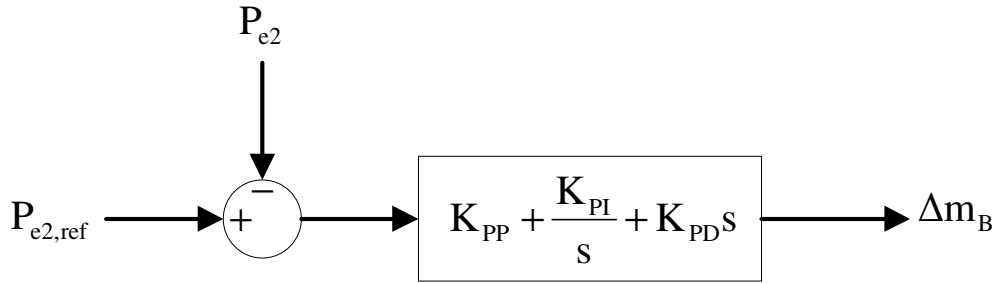 P_e2
P_e2,ref + − K_PP + K_PI/s + K_PD s Δm_B